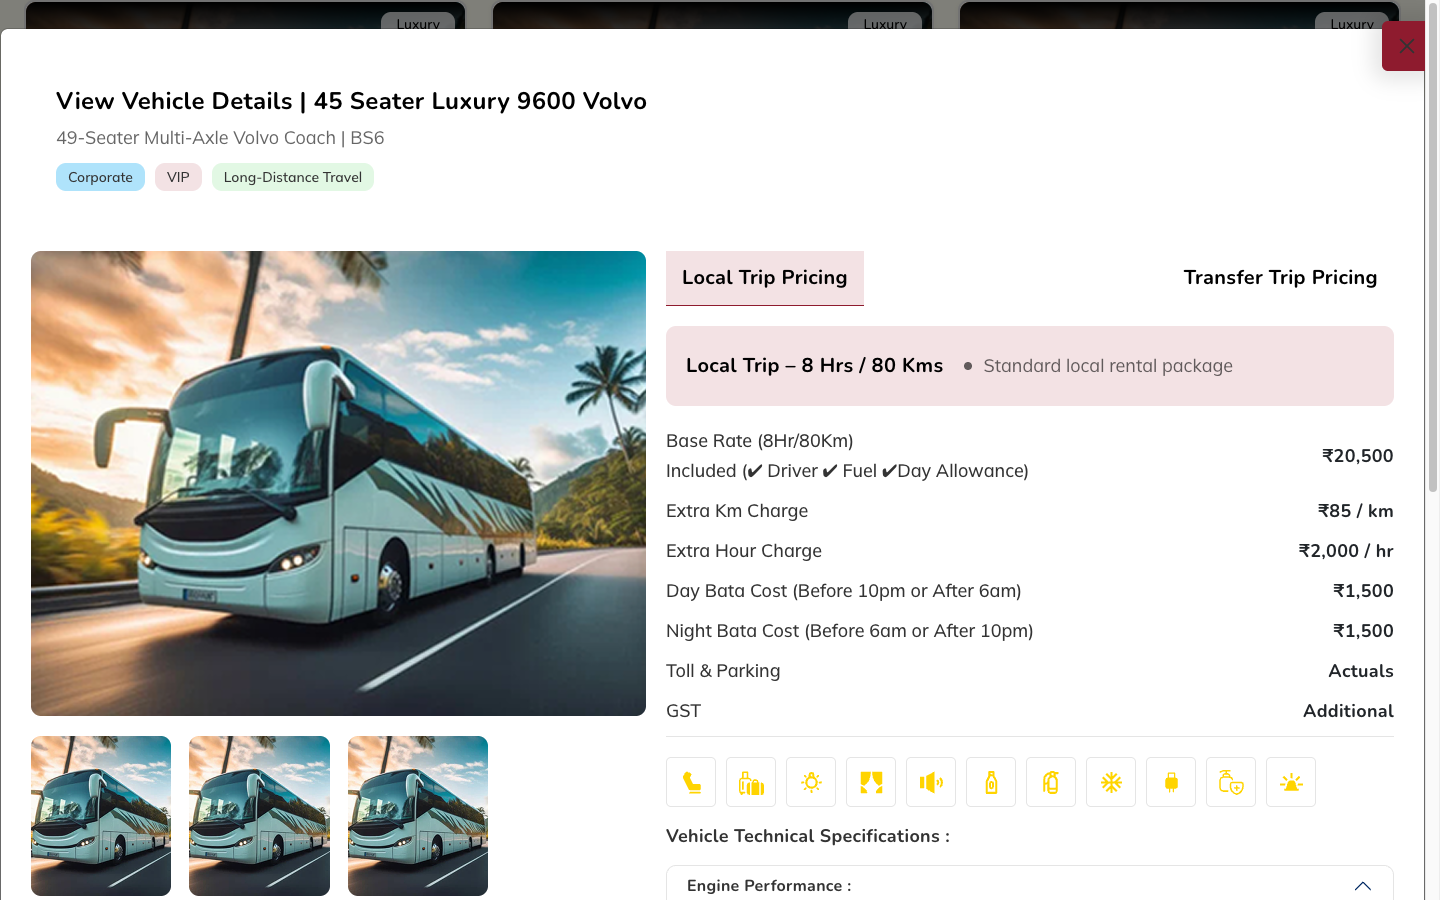 Luxury
Luxury
Luxury
View Vehicle Details | 45 Seater Luxury 9600 Volvo
49-Seater Multi-Axle Volvo Coach | BS6
Corporate
VIP
Long-Distance Travel
Local Trip Pricing
Transfer Trip Pricing
Local Trip – 8 Hrs / 80 Kms
Standard local rental package
Base Rate (8Hr/80Km)
Included (✔ Driver ✔ Fuel ✔Day Allowance)
₹20,500
Extra Km Charge
₹85 / km
Extra Hour Charge
₹2,000 / hr
Day Bata Cost (Before 10pm or After 6am)
₹1,500
Night Bata Cost (Before 6am or After 10pm)
₹1,500
Toll & Parking
Actuals
GST
Additional
Vehicle Technical Specifications :
Engine Performance :